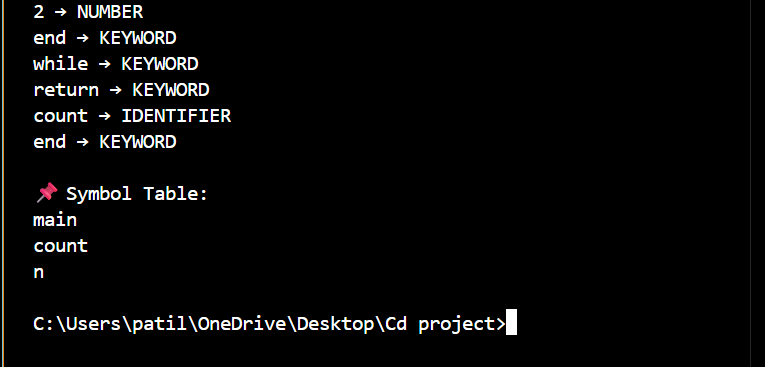 2 → NUMBER
end → KEYWORD
while → KEYWORD
return → KEYWORD
count → IDENTIFIER
end → KEYWORD
📌 Symbol Table:
main
count
n
C:\Users\patil\OneDrive\Desktop\Cd project>